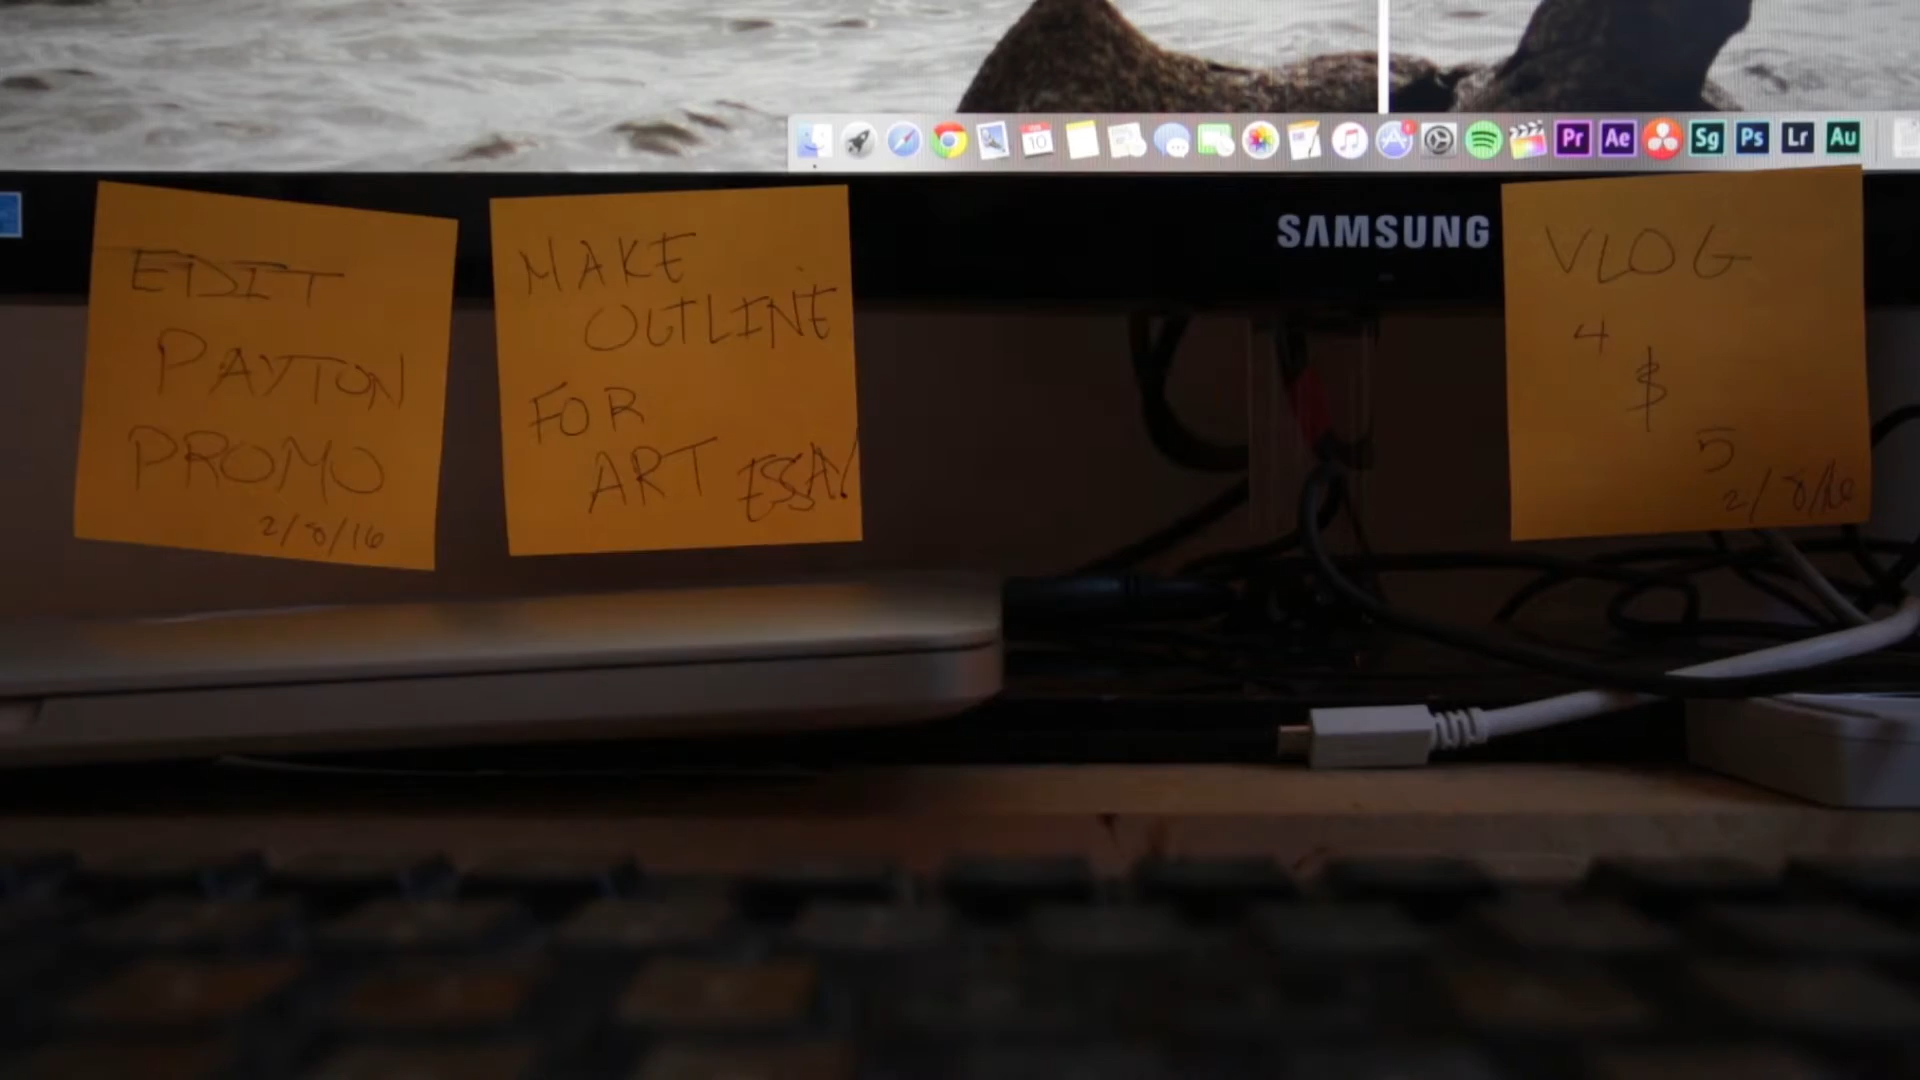 10
Pr Ae Sg Ps Lr Au
SAMSUNG
EDIT
PAYTON
PROMO
2/8/16
MAKE
OUTLINE
FOR
ART ESSAY
VLOG
4
$
5
2/8/16